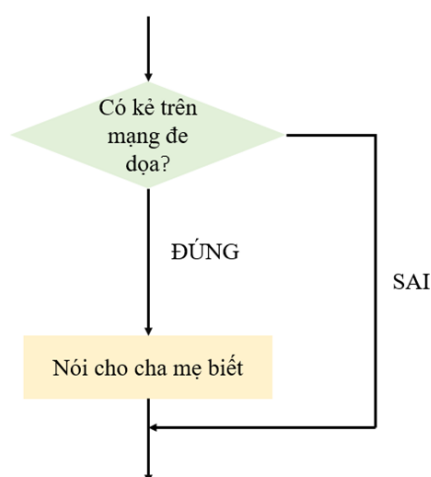 Có kẻ trên
mạng đe
dọa?
ĐÚNG
SAI
Nói cho cha mẹ biết